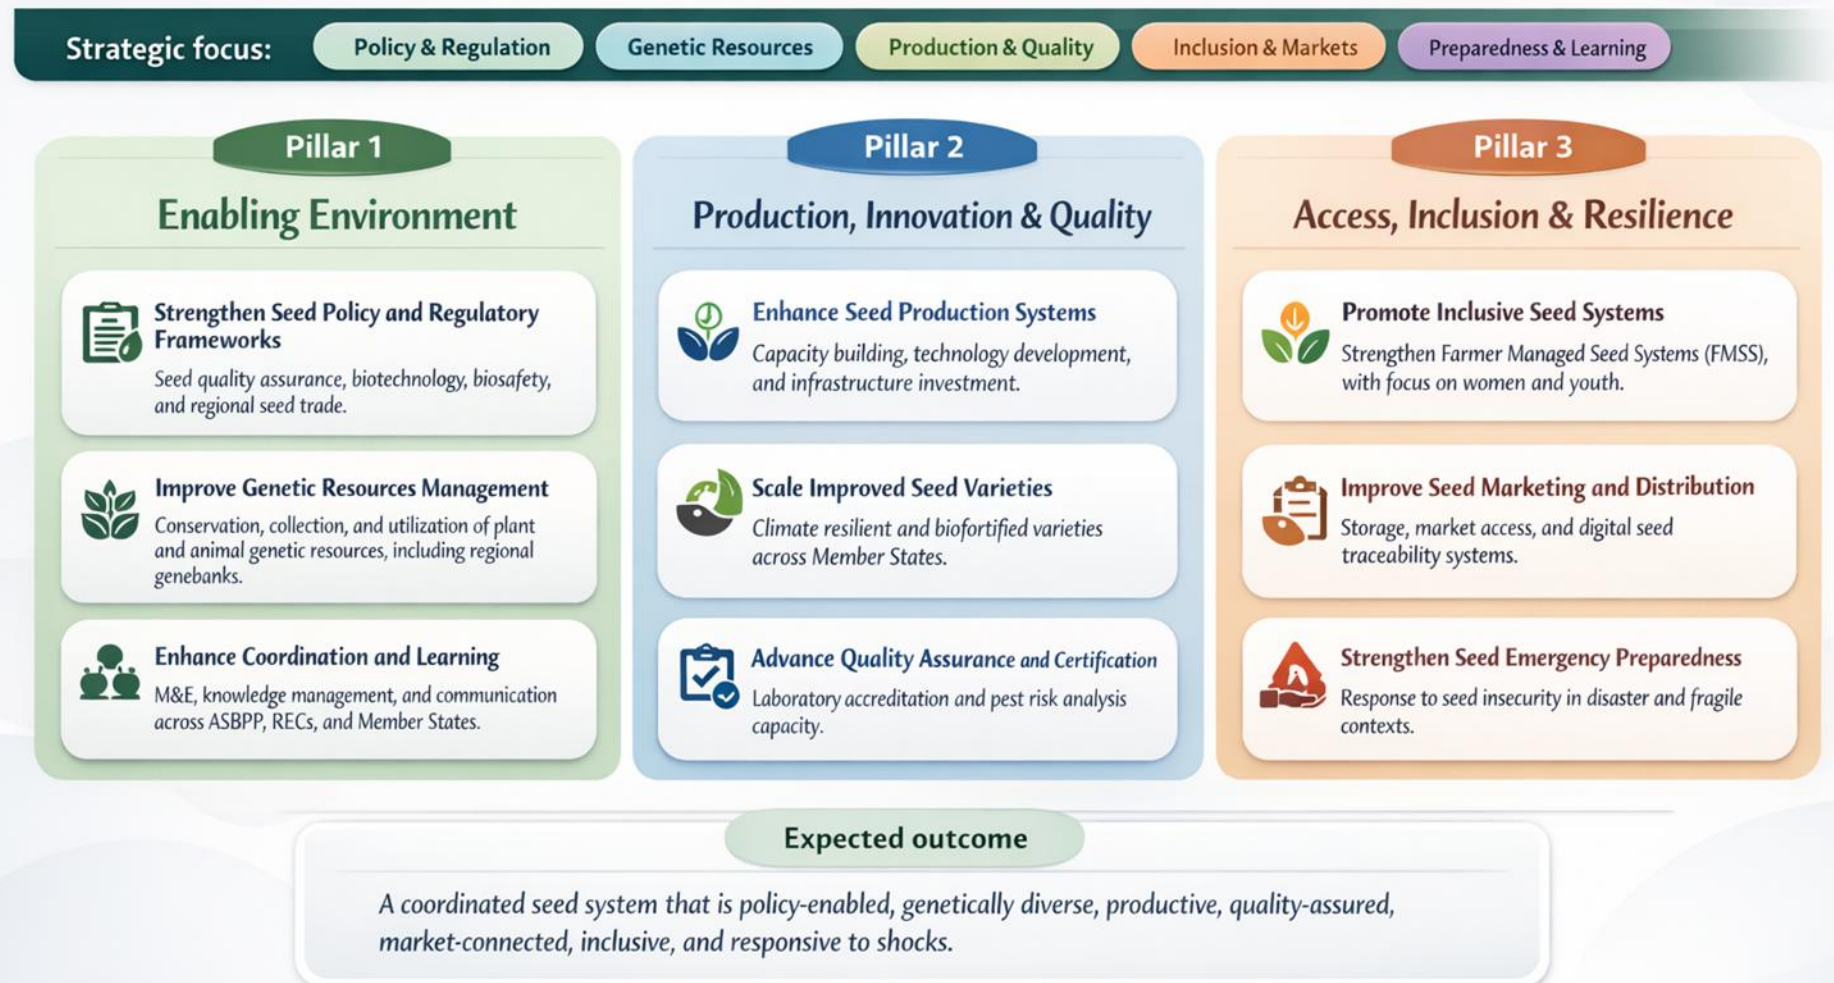 Strategic focus:
Policy & Regulation
Genetic Resources
Production & Quality
Inclusion & Markets
Preparedness & Learning
Pillar 1
Enabling Environment
Strengthen Seed Policy and Regulatory
Frameworks
Seed quality assurance, biotechnology, biosafety,
and regional seed trade.
Improve Genetic Resources Management
Conservation, collection, and utilization of plant
and animal genetic resources, including regional
genebanks.
Enhance Coordination and Learning
M&E, knowledge management, and communication
across ASBPP, RECs, and Member States.
Pillar 2
Production, Innovation & Quality
Enhance Seed Production Systems
Capacity building, technology development,
and infrastructure investment.
Scale Improved Seed Varieties
Climate resilient and biofortified varieties
across Member States.
Advance Quality Assurance and Certification
Laboratory accreditation and pest risk analysis
capacity.
Pillar 3
Access, Inclusion & Resilience
Promote Inclusive Seed Systems
Strengthen Farmer Managed Seed Systems (FMSS),
with focus on women and youth.
Improve Seed Marketing and Distribution
Storage, market access, and digital seed
traceability systems.
Strengthen Seed Emergency Preparedness
Response to seed insecurity in disaster and fragile
contexts.
Expected outcome
A coordinated seed system that is policy-enabled, genetically diverse, productive, quality-assured,
market-connected, inclusive, and responsive to shocks.